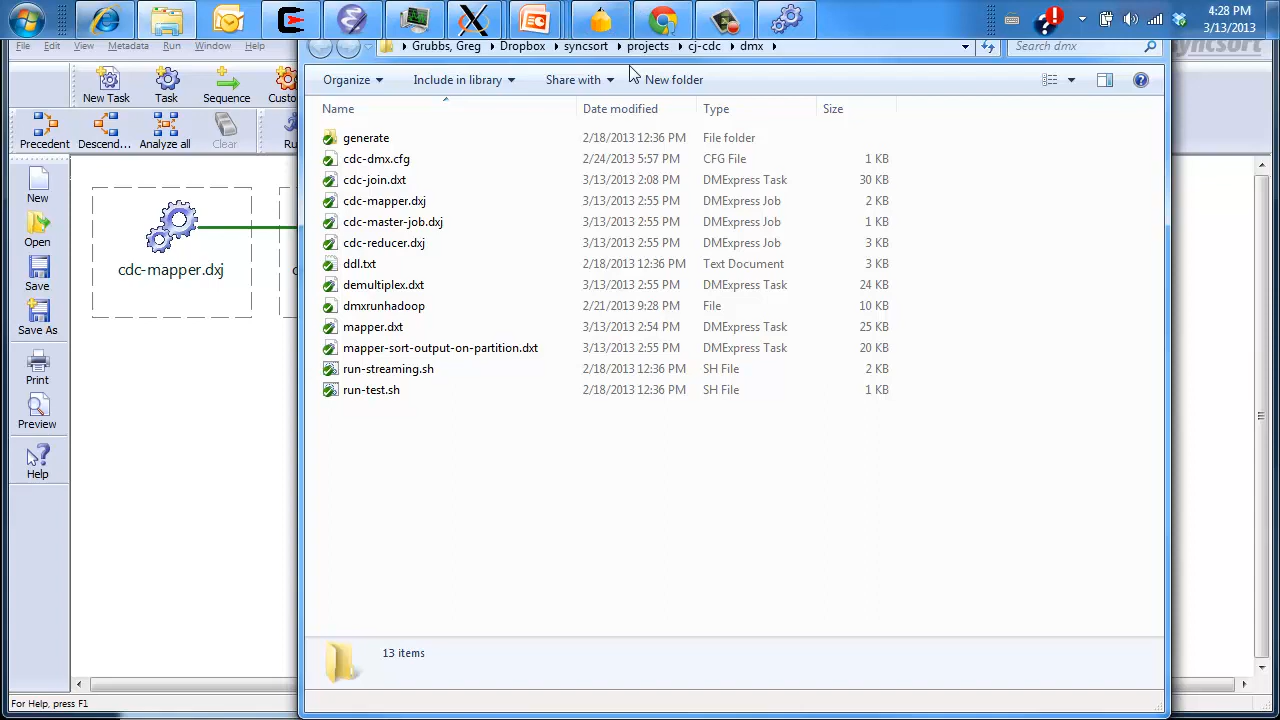 4:28 PM
3/13/2013
File Edit View Metadata Run Window Help
syncsort
Grubbs, Greg Dropbox syncsort projects cj-cdc dmx
Search dmx
New Task Task Sequence
Organize Include in library Share with New folder
Precedent Descend... Analyze all Clear
Name Date modified Type Size
generate 2/18/2013 12:36 PM File folder
cdc-dmx.cfg 2/24/2013 5:57 PM CFG File 1 KB
cdc-join.dxt 3/13/2013 2:08 PM DMExpress Task 30 KB
cdc-mapper.dxj 3/13/2013 2:55 PM DMExpress Job 2 KB
cdc-master-job.dxj 3/13/2013 2:55 PM DMExpress Job 1 KB
cdc-reducer.dxj 3/13/2013 2:55 PM DMExpress Job 3 KB
ddl.txt 2/18/2013 12:36 PM Text Document 3 KB
demultiplex.dxt 3/13/2013 2:55 PM DMExpress Task 24 KB
dmxrunhadoop 2/21/2013 9:28 PM File 10 KB
mapper.dxt 3/13/2013 2:54 PM DMExpress Task 25 KB
mapper-sort-output-on-partition.dxt 3/13/2013 2:55 PM DMExpress Task 20 KB
run-streaming.sh 2/18/2013 12:36 PM SH File 2 KB
run-test.sh 2/18/2013 12:36 PM SH File 1 KB
New
Open
Save
Save As
Print
Preview
Help
cdc-mapper.dxj
13 items
For Help, press F1